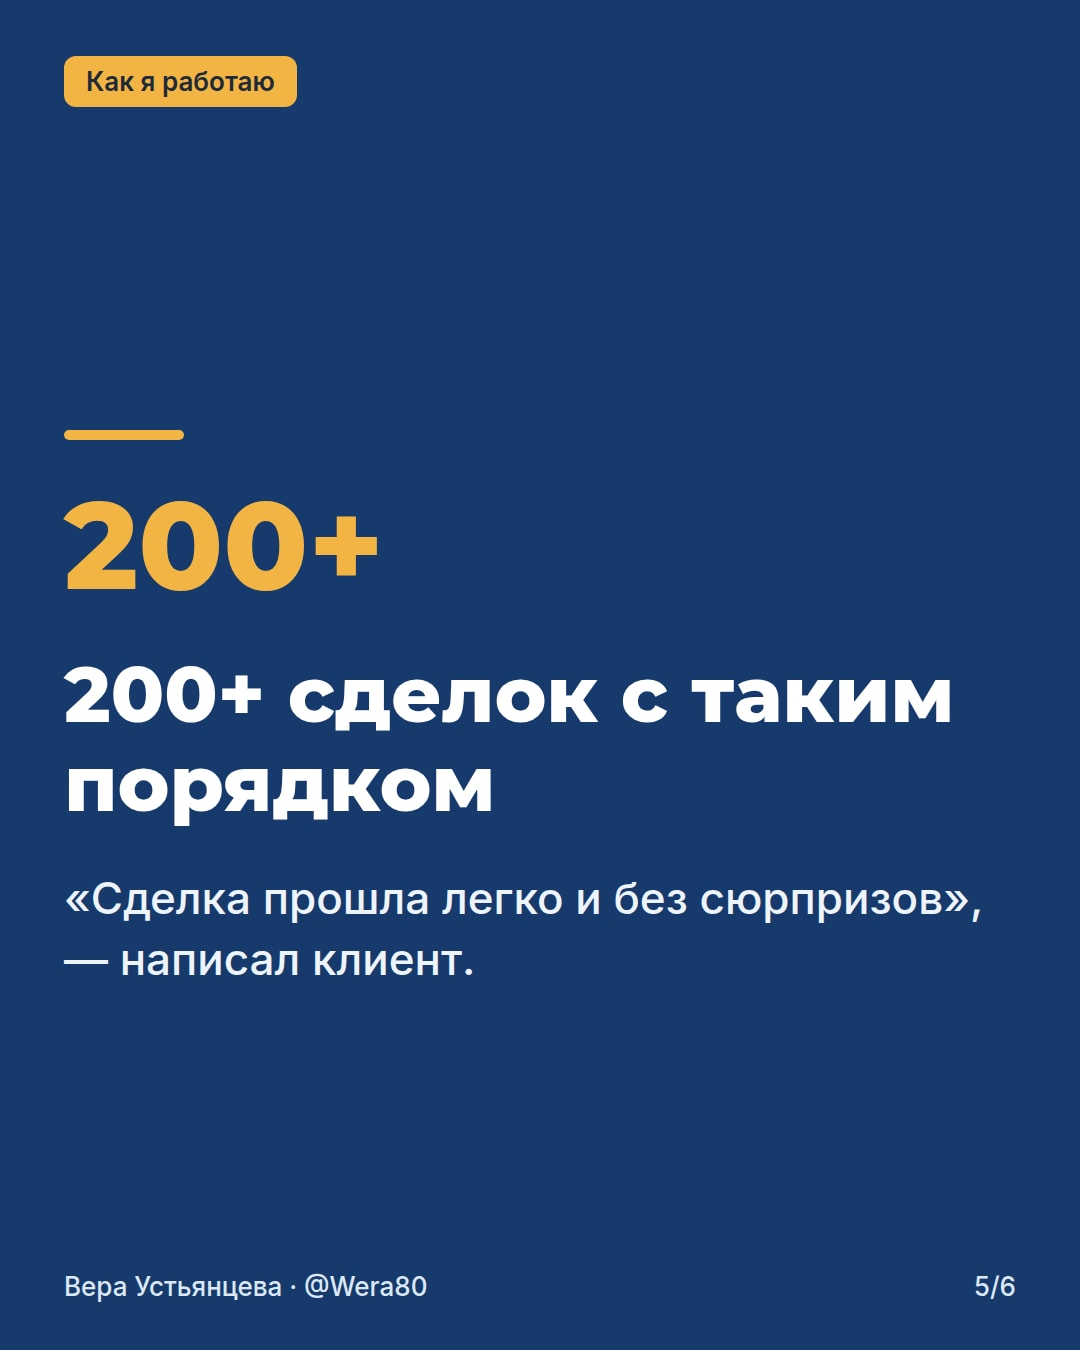 Как я работаю
200+
200+ сделок с таким
порядком
«Сделка прошла легко и без сюрпризов»,
— написал клиент.
Вера Устьянцева · @Wera80
5/6